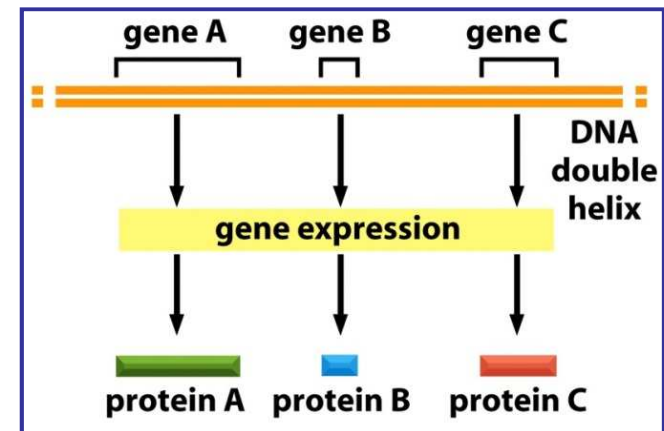 gene A gene B gene C
DNA
double
helix
gene expression
protein A protein B protein C